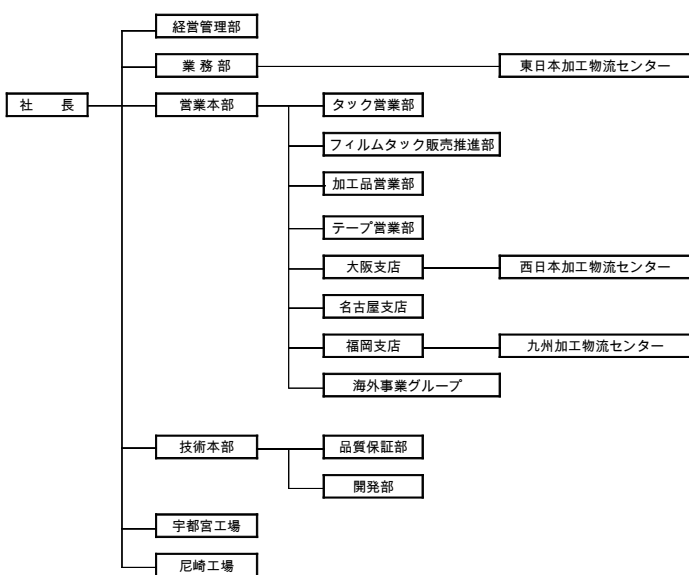 経営管理部
業 務 部
東日本加工物流センター
社　　長
営業本部
タック営業部
フィルムタック販売推進部
加工品営業部
テープ営業部
大阪支店
西日本加工物流センター
名古屋支店
福岡支店
九州加工物流センター
海外事業グループ
技術本部
品質保証部
開発部
宇都宮工場
尼崎工場